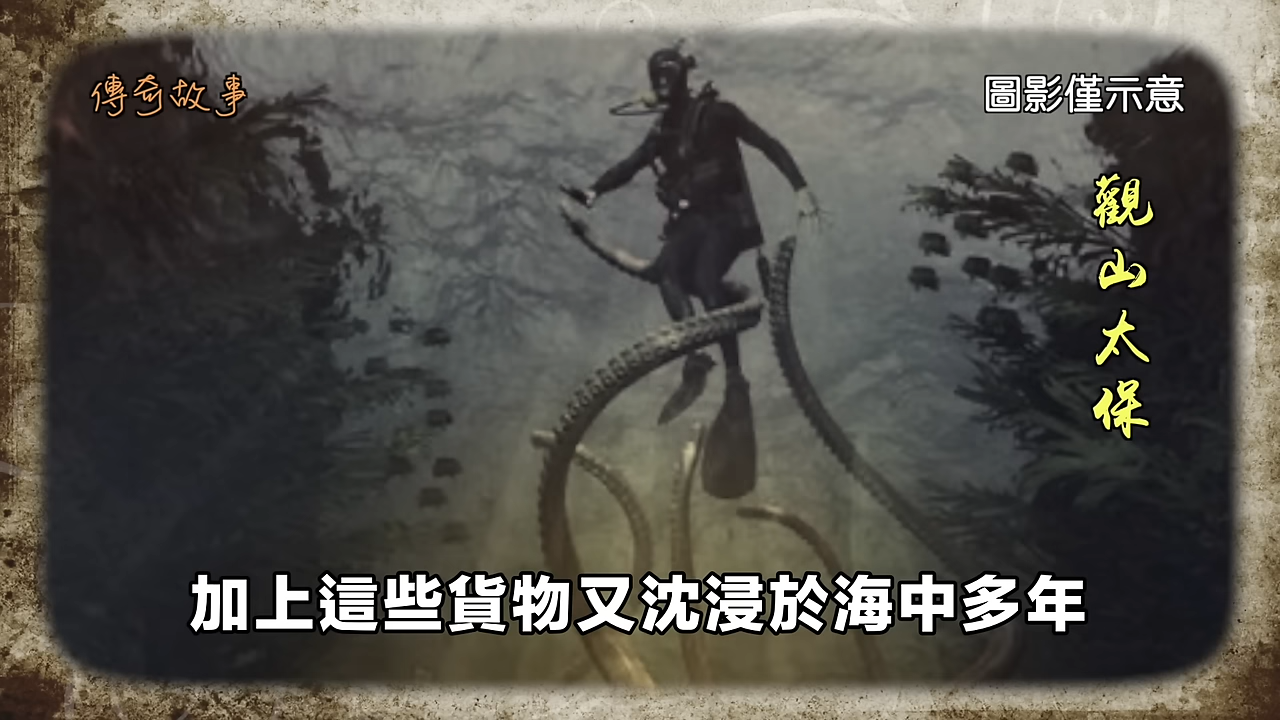 傳奇故事
圖影僅示意
觀山太保
加上這些貨物又沈浸於海中多年